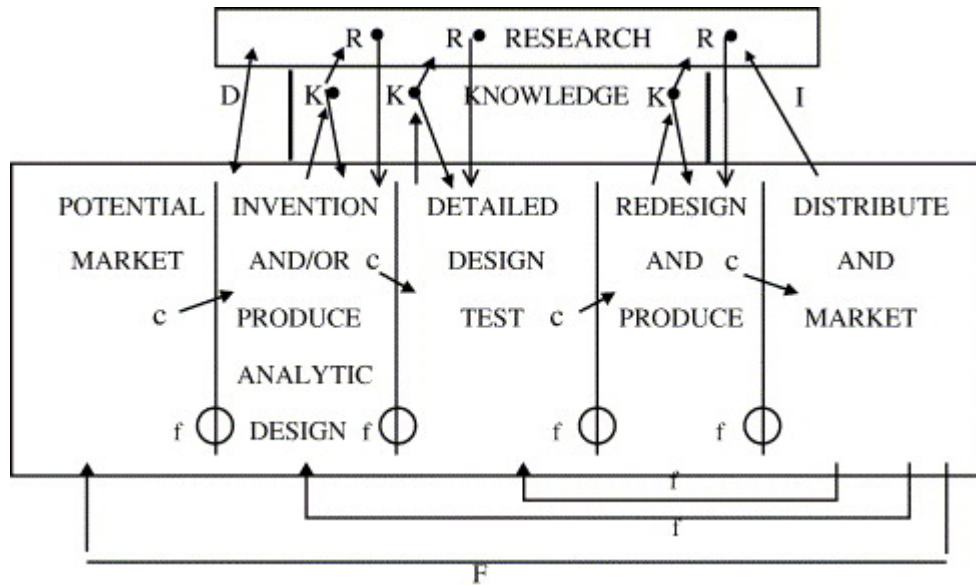 R R RESEARCH R
D K K KNOWLEDGE K I
POTENTIAL INVENTION DETAILED REDESIGN DISTRIBUTE
MARKET AND/OR c DESIGN AND c AND
c PRODUCE TEST c PRODUCE MARKET
ANALYTIC
f DESIGN f f f
f
f
F